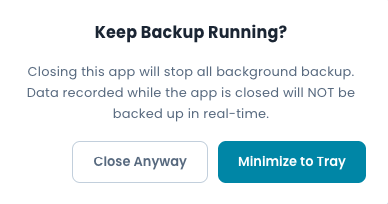 Keep Backup Running?
Closing this app will stop all background backup.
Data recorded while the app is closed will NOT be
backed up in real-time.
Close Anyway
Minimize to Tray